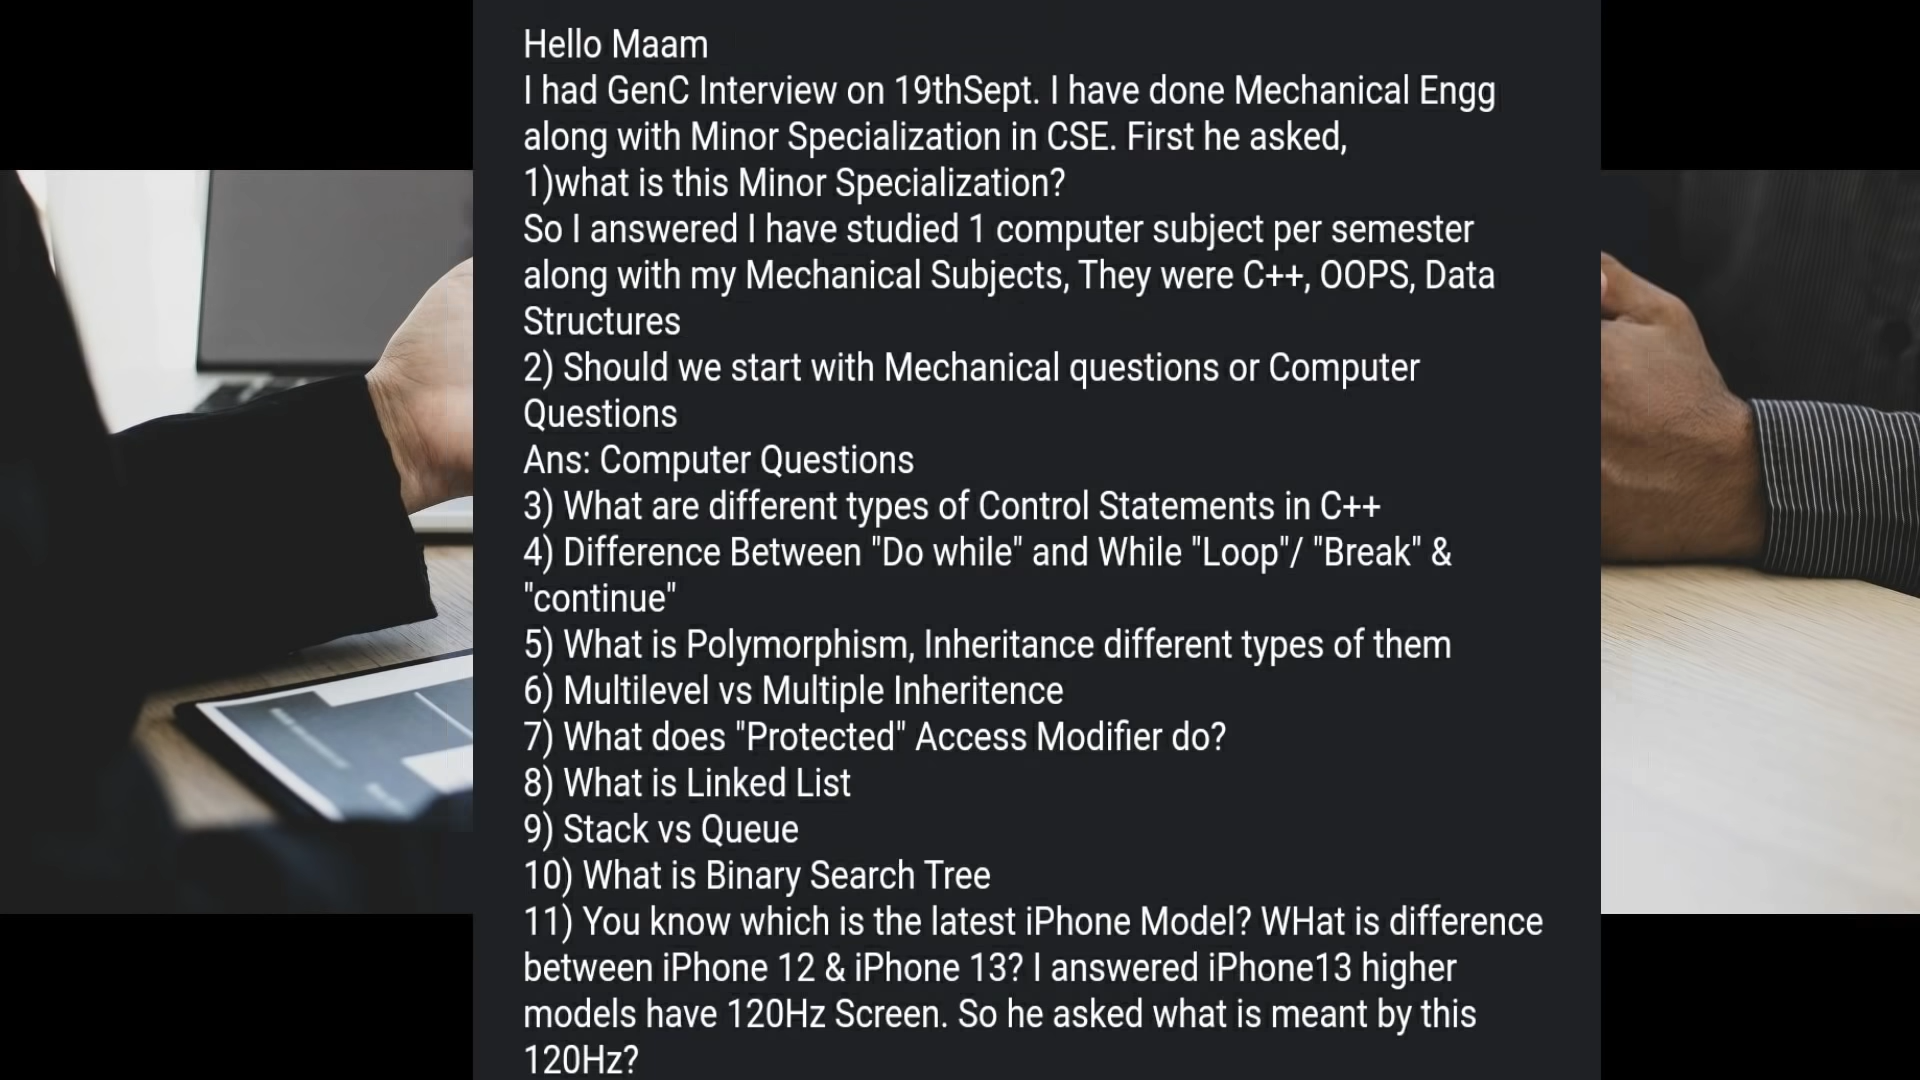 Hello Maam
I had GenC Interview on 19thSept. I have done Mechanical Engg
along with Minor Specialization in CSE. First he asked,
1)what is this Minor Specialization?
So I answered I have studied 1 computer subject per semester
along with my Mechanical Subjects, They were C++, OOPS, Data
Structures
2) Should we start with Mechanical questions or Computer
Questions
Ans: Computer Questions
3) What are different types of Control Statements in C++
4) Difference Between "Do while" and While "Loop"/ "Break" &
"continue"
5) What is Polymorphism, Inheritance different types of them
6) Multilevel vs Multiple Inheritence
7) What does "Protected" Access Modifier do?
8) What is Linked List
9) Stack vs Queue
10) What is Binary Search Tree
11) You know which is the latest iPhone Model? WHat is difference
between iPhone 12 & iPhone 13? I answered iPhone13 higher
models have 120Hz Screen. So he asked what is meant by this
120Hz?